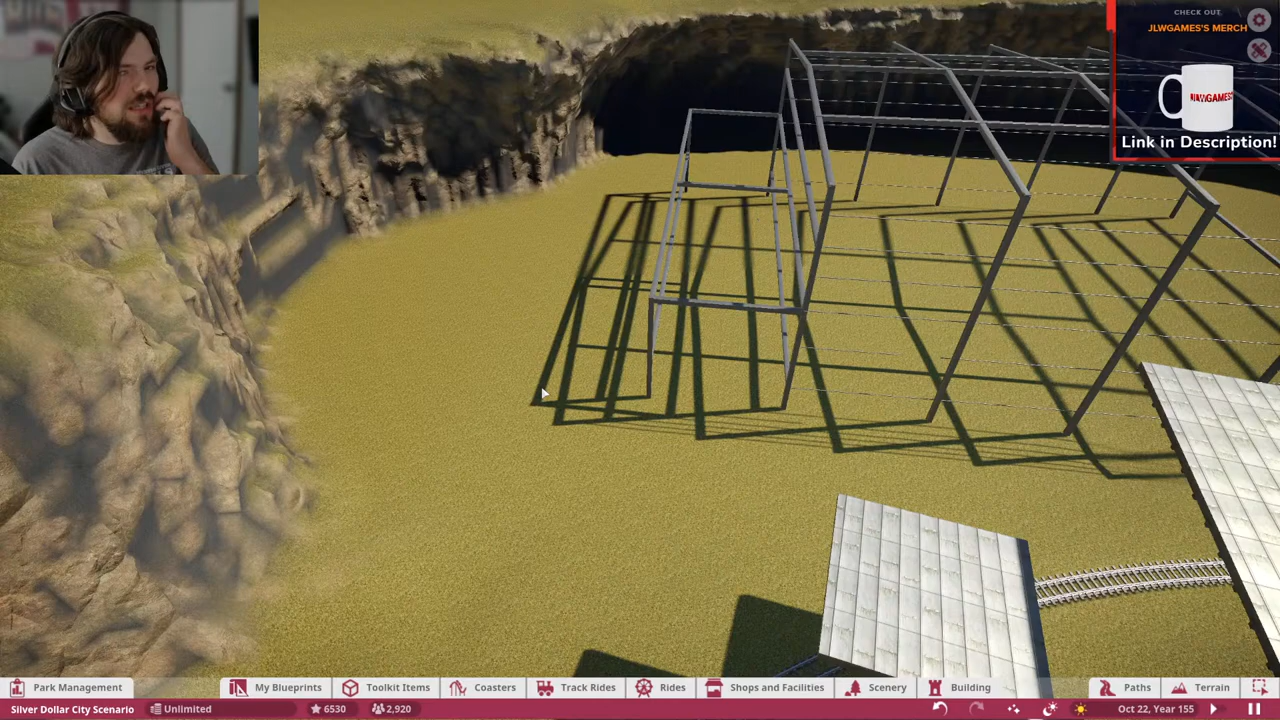 CHECK OUT
JLWGAMES'S MERCH
JLWGAMES
Link in Description!
Park Management
My Blueprints
Toolkit Items
Coasters
Track Rides
Rides
Shops and Facilities
Scenery
Building
Paths
Terrain
Silver Dollar City Scenario
Unlimited
6530
2,920
Oct 22, Year 155